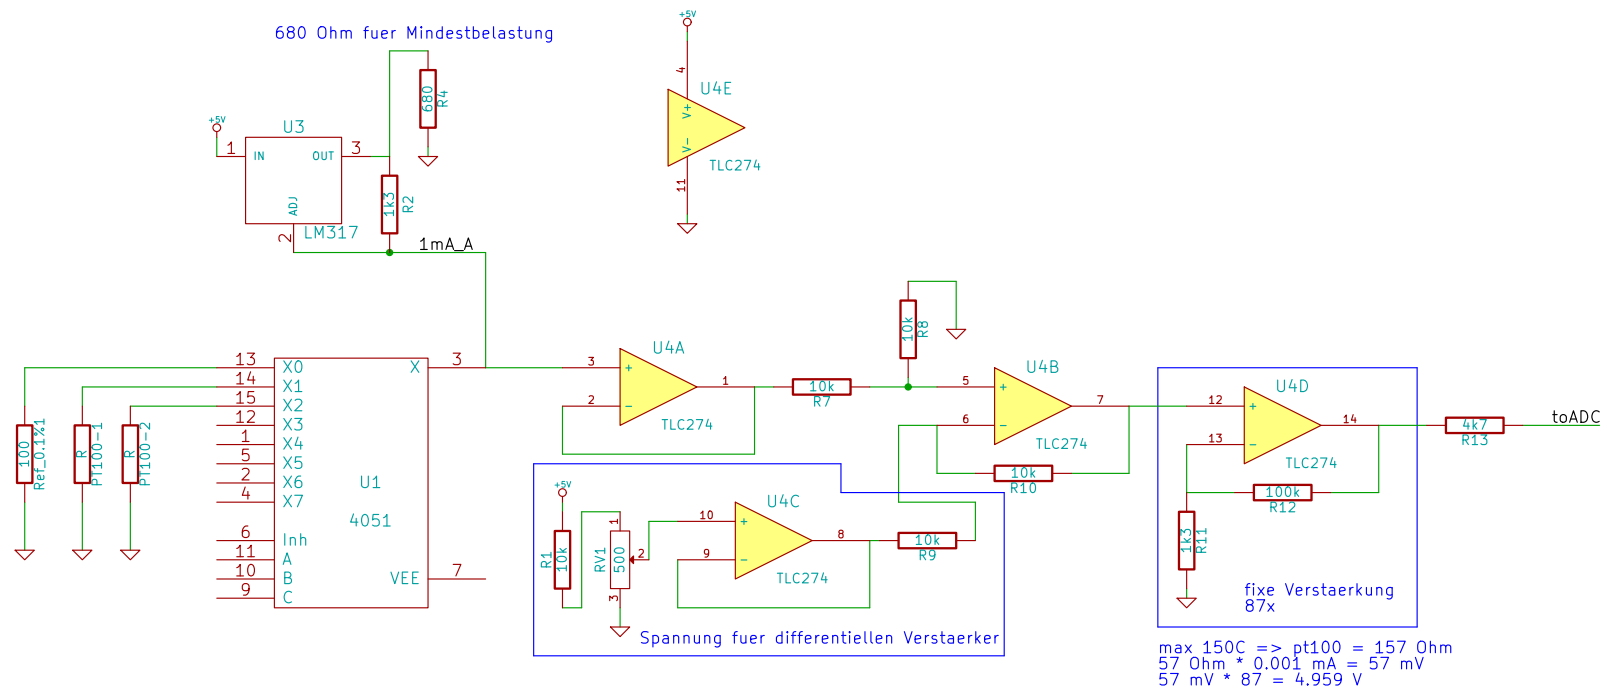 680 Ohm fuer Mindestbelastung
+5V
4
U4E
V+
V-
TLC274
11
680
R4
+5V
U3
1
IN
OUT
3
ADJ
2
LM317
1k3
R2
1mA_A
100
Ref_0.1%1
R
PT100-1
R
PT100-2
13
X0
14
X1
15
X2
12
X3
1
X4
5
X5
2
X6
4
X7
6
Inh
11
A
10
B
9
C
X
3
U1
4051
VEE
7
U4A
3
+
2
-
1
TLC274
10k
R7
10k
R8
U4B
5
+
6
-
7
TLC274
10k
R10
+5V
R1
10k
RV1
500
1
2
3
U4C
10
+
9
-
8
TLC274
10k
R9
Spannung fuer differentiellen Verstaerker
U4D
12
+
13
-
14
TLC274
100k
R12
1k3
R11
fixe Verstaerkung
87x
4k7
R13
toADC
max 150C => pt100 = 157 Ohm
57 Ohm * 0.001 mA = 57 mV
57 mV * 87 = 4.959 V